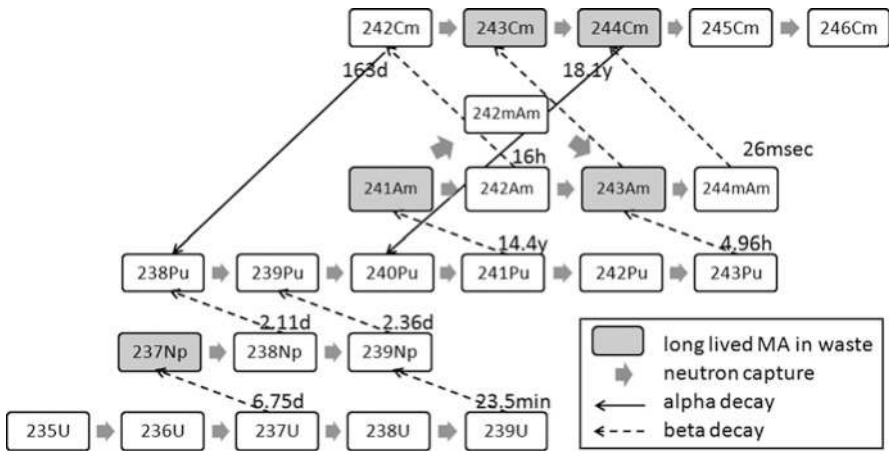 242Cm 243Cm 244Cm 245Cm 246Cm
163d 18.1y
242mAm
16h 26msec
241Am 242Am 243Am 244mAm
14.4y 4.96h
238Pu 239Pu 240Pu 241Pu 242Pu 243Pu
2.11d 2.36d
237Np 238Np 239Np
6.75d 23.5min
235U 236U 237U 238U 239U
long lived MA in waste
neutron capture
alpha decay
beta decay